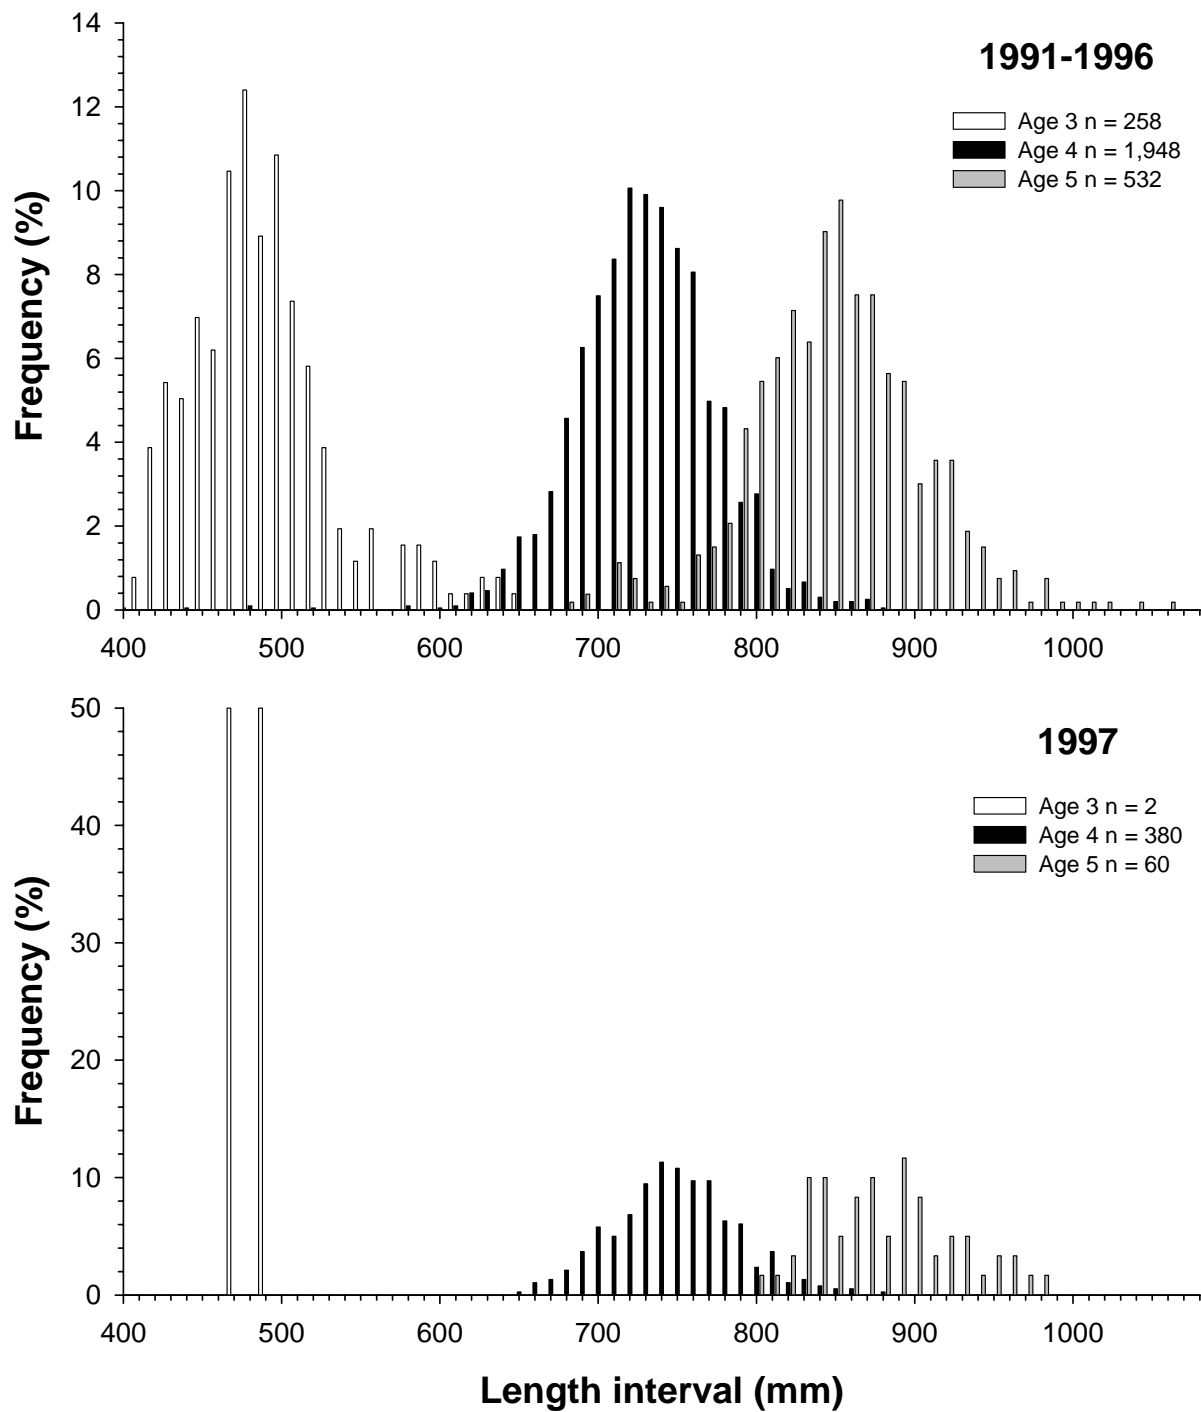 14
12
10
8
6
4
2
0
Frequency (%)
1991-1996
Age 3 n = 258
Age 4 n = 1,948
Age 5 n = 532
400 500 600 700 800 900 1000
50
40
30
20
10
0
Frequency (%)
1997
Age 3 n = 2
Age 4 n = 380
Age 5 n = 60
400 500 600 700 800 900 1000
Length interval (mm)